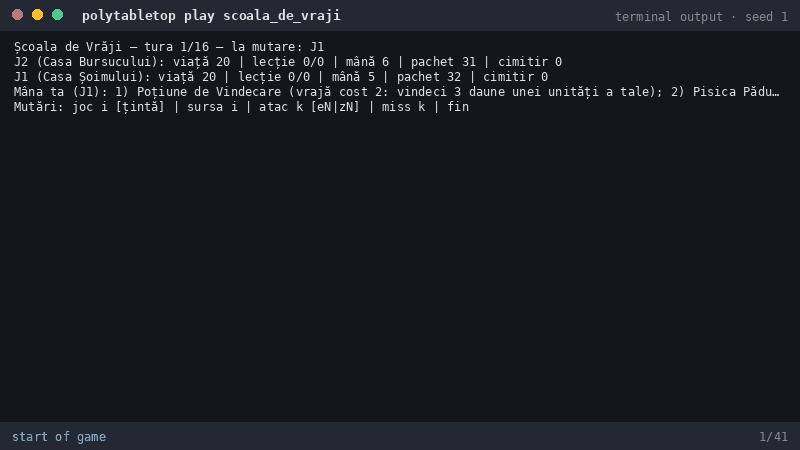 polytabletop play scoala_de_vraji
terminal output · seed 1
Școala de Vrăji — tura 1/16 — la mutare: J1
J2 (Casa Bursucului): viață 20 | lecție 0/0 | mână 6 | pachet 31 | cimitir 0
J1 (Casa Șoimului): viață 20 | lecție 0/0 | mână 5 | pachet 32 | cimitir 0
Mâna ta (J1): 1) Poțiune de Vindecare (vrajă cost 2: vindeci 3 daune unei unități a tale); 2) Pisica Pădu…
Mutări: joc i [țintă] | sursa i | atac k [eN|zN] | miss k | fin
start of game
1/41